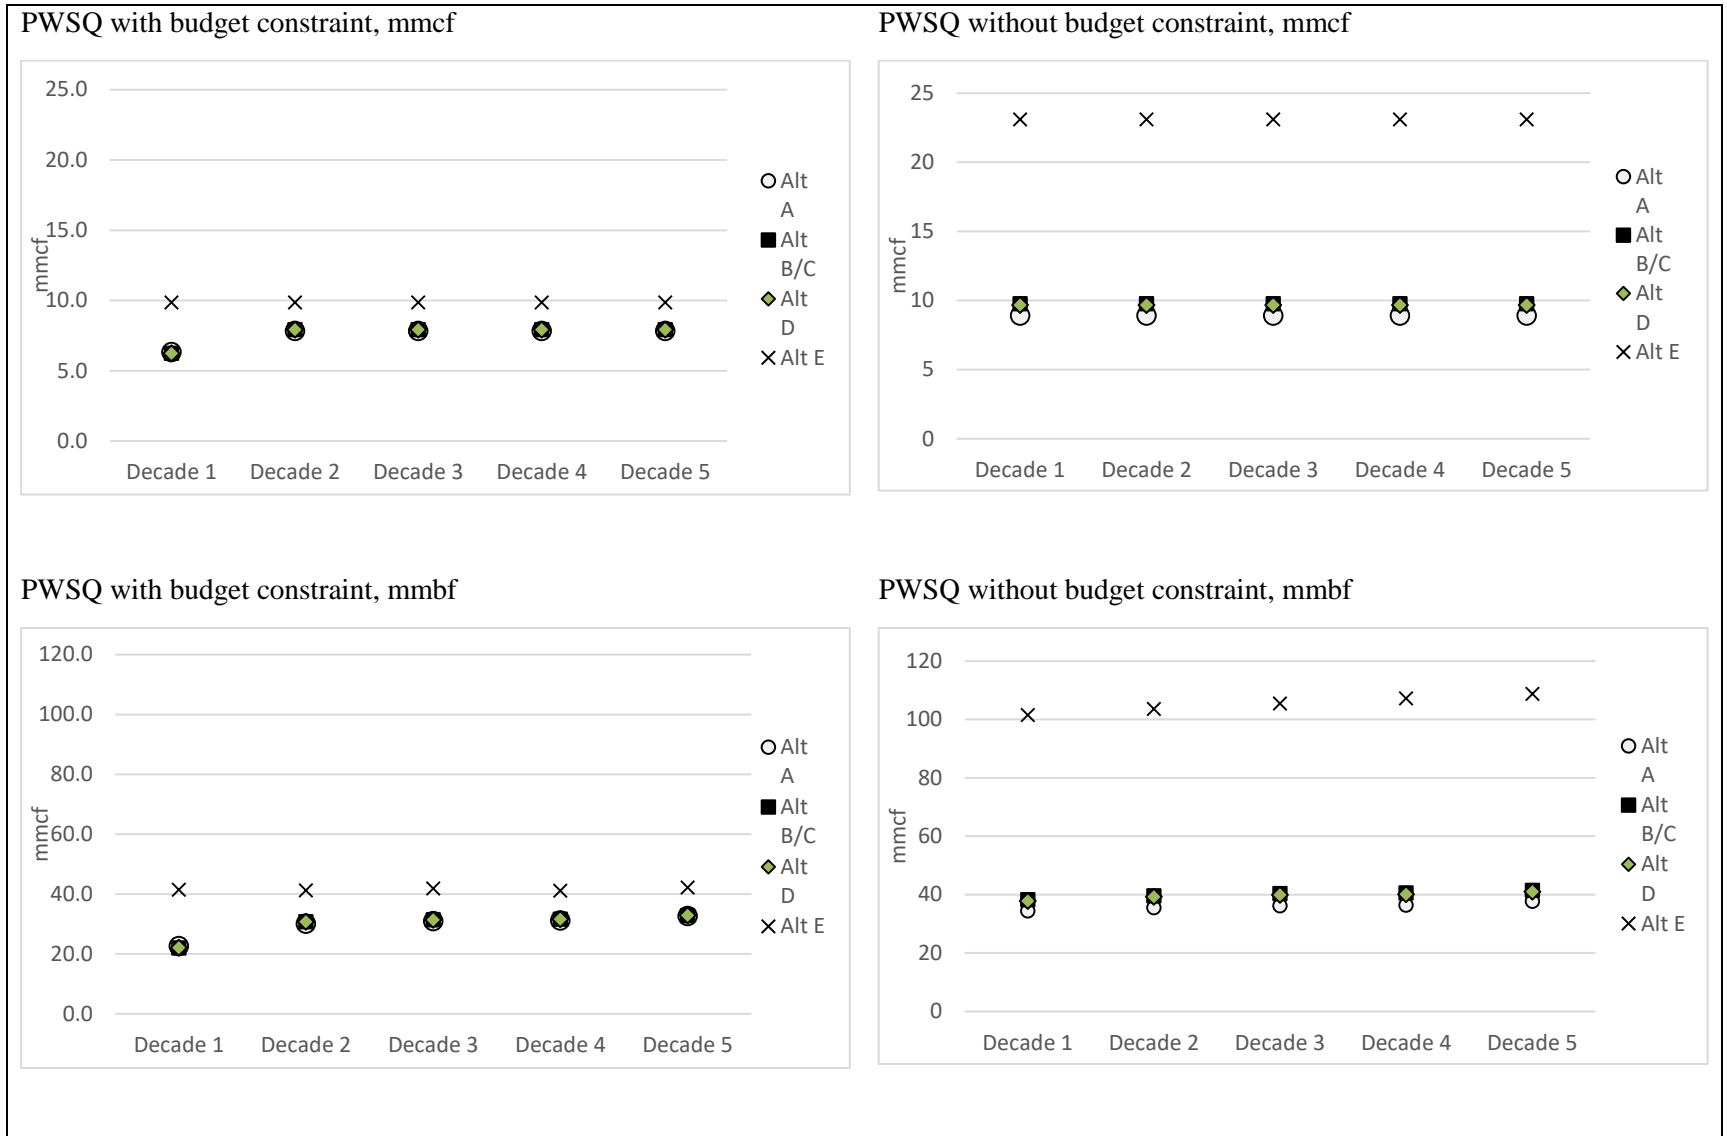 PWSQ with budget constraint, mmcf
25.0
20.0
15.0
10.0
5.0
0.0
mmcf
Decade 1 Decade 2 Decade 3 Decade 4 Decade 5
Alt
A
Alt
B/C
Alt
D
Alt E
PWSQ without budget constraint, mmcf
25
20
15
10
5
0
mmcf
Decade 1 Decade 2 Decade 3 Decade 4 Decade 5
Alt
A
Alt
B/C
Alt
D
Alt E
PWSQ with budget constraint, mmbf
120.0
100.0
80.0
60.0
40.0
20.0
0.0
mmcf
Decade 1 Decade 2 Decade 3 Decade 4 Decade 5
Alt
A
Alt
B/C
Alt
D
Alt E
PWSQ without budget constraint, mmbf
120
100
80
60
40
20
0
mmcf
Decade 1 Decade 2 Decade 3 Decade 4 Decade 5
Alt
A
Alt
B/C
Alt
D
Alt E